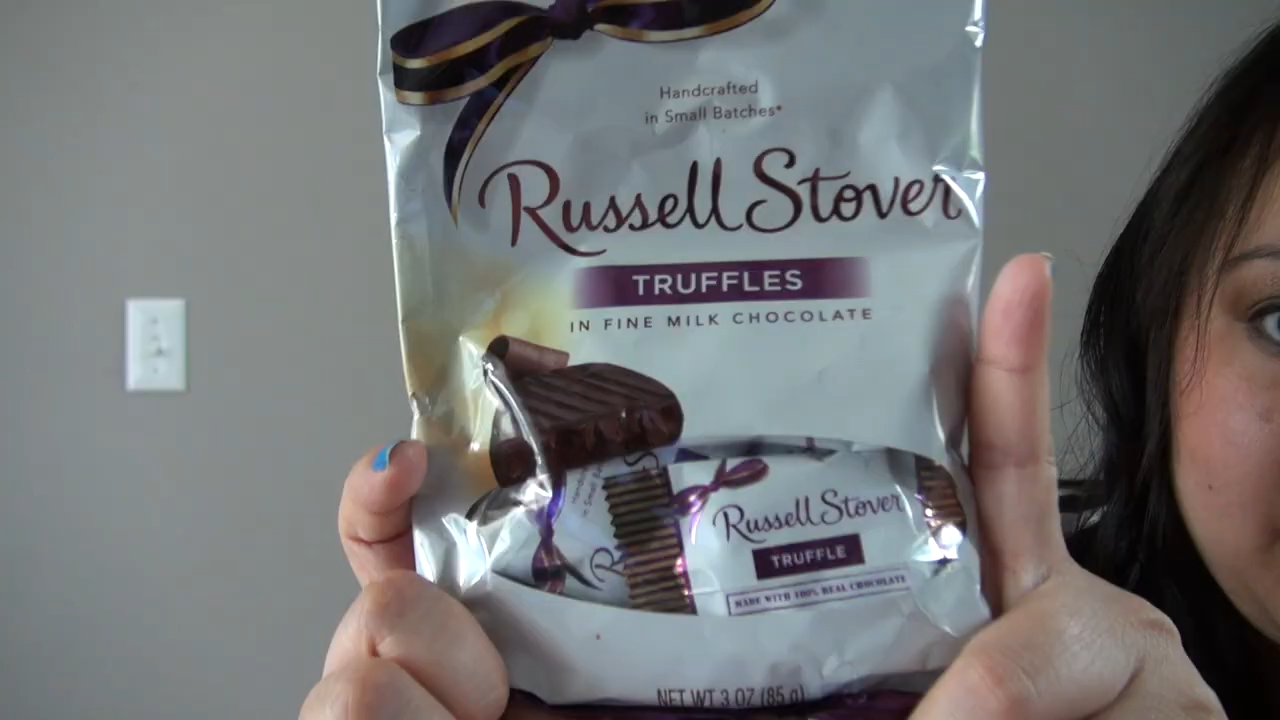 Handcrafted
in Small Batches*
Russell Stover
TRUFFLES
IN FINE MILK CHOCOLATE
Russell Stover
TRUFFLE
MADE WITH 100% REAL CHOCOLATE
NET WT 3 OZ (85 g)